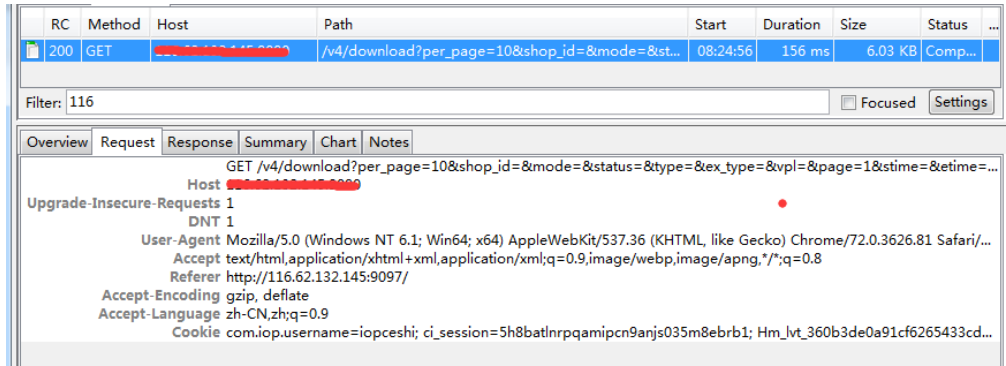 RC Method Host Path Start Duration Size Status ...
200 GET /v4/download?per_page=10&shop_id=&mode=&st... 08:24:56 156 ms 6.03 KB Comp...
Filter: 116 Focused Settings
Overview Request Response Summary Chart Notes
GET /v4/download?per_page=10&shop_id=&mode=&status=&type=&ex_type=&vpl=&page=1&stime=&etime=...
Host
Upgrade-Insecure-Requests 1
DNT 1
User-Agent Mozilla/5.0 (Windows NT 6.1; Win64; x64) AppleWebKit/537.36 (KHTML, like Gecko) Chrome/72.0.3626.81 Safari/...
Accept text/html,application/xhtml+xml,application/xml;q=0.9,image/webp,image/apng,*/*;q=0.8
Referer http://116.62.132.145:9097/
Accept-Encoding gzip, deflate
Accept-Language zh-CN,zh;q=0.9
Cookie com.iop.username=iopceshi; ci_session=5h8batlnrpqamipcn9anjs035m8ebrb1; Hm_lvt_360b3de0a91cf6265433cd...